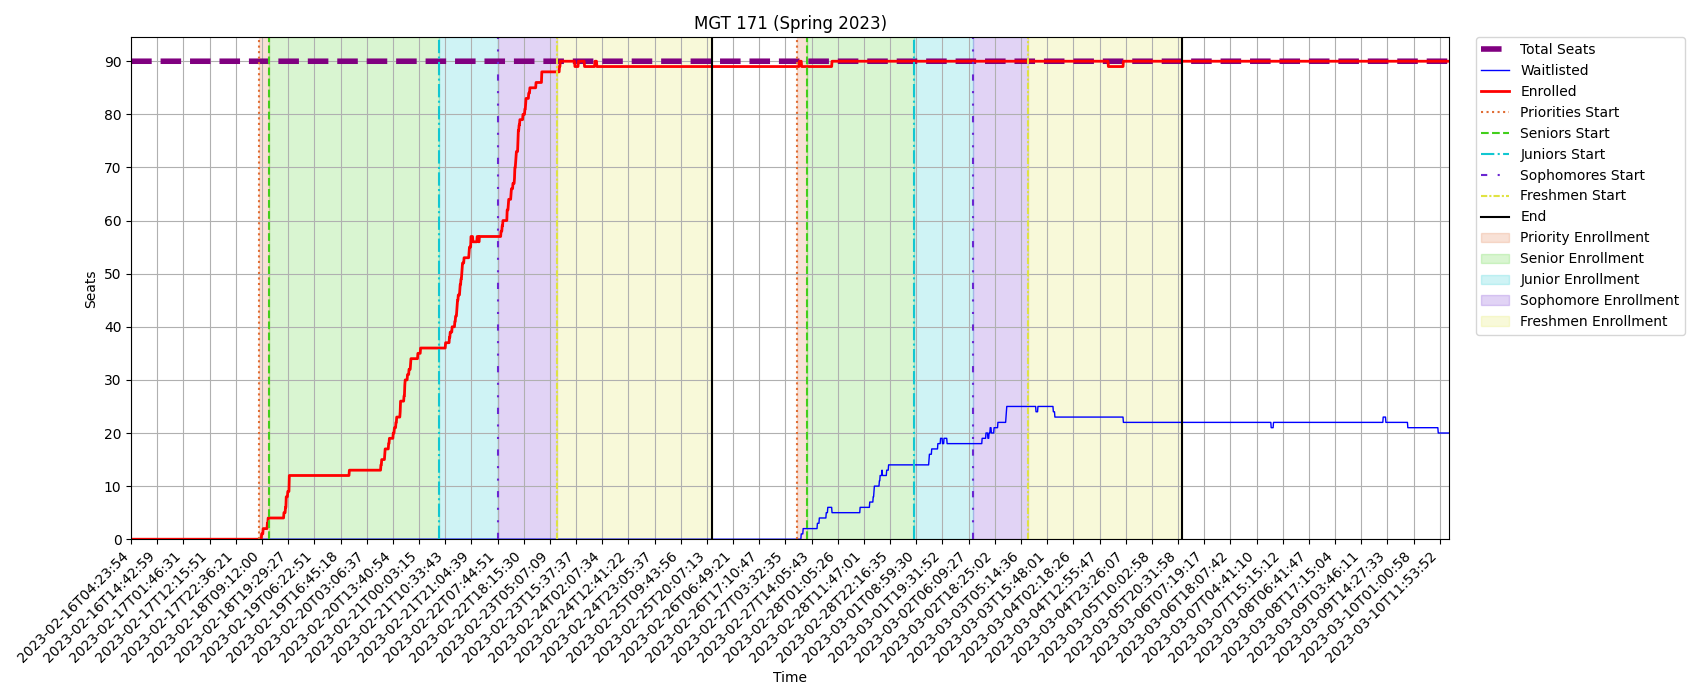 MGT 171 (Spring 2023)
Seats
90
80
70
60
50
40
30
20
10
0
2023-02-16T04:23:54
2023-02-16T14:42:59
2023-02-17T01:46:31
2023-02-17T12:15:51
2023-02-17T22:36:21
2023-02-18T09:12:00
2023-02-18T19:29:27
2023-02-19T06:22:51
2023-02-19T16:45:18
2023-02-20T03:06:37
2023-02-20T13:40:54
2023-02-21T00:03:15
2023-02-21T10:33:43
2023-02-21T21:04:39
2023-02-22T07:44:51
2023-02-22T18:15:30
2023-02-23T05:07:09
2023-02-23T15:37:37
2023-02-24T02:07:34
2023-02-24T12:41:22
2023-02-24T23:05:37
2023-02-25T09:43:56
2023-02-25T20:07:13
2023-02-26T06:49:21
2023-02-26T17:10:47
2023-02-27T03:32:35
2023-02-27T14:05:43
2023-02-28T01:05:26
2023-02-28T11:47:01
2023-02-28T22:16:35
2023-03-01T08:59:30
2023-03-01T19:31:52
2023-03-02T06:09:27
2023-03-02T18:25:02
2023-03-03T05:14:36
2023-03-03T15:48:01
2023-03-04T02:18:26
2023-03-04T12:55:47
2023-03-04T23:26:07
2023-03-05T10:02:58
2023-03-05T20:31:58
2023-03-06T07:19:17
2023-03-06T18:07:42
2023-03-07T04:41:10
2023-03-07T15:15:12
2023-03-08T06:41:47
2023-03-08T17:15:04
2023-03-09T03:46:11
2023-03-09T14:27:33
2023-03-10T01:00:58
2023-03-10T11:53:52
Time
Total Seats
Waitlisted
Enrolled
Priorities Start
Seniors Start
Juniors Start
Sophomores Start
Freshmen Start
End
Priority Enrollment
Senior Enrollment
Junior Enrollment
Sophomore Enrollment
Freshmen Enrollment